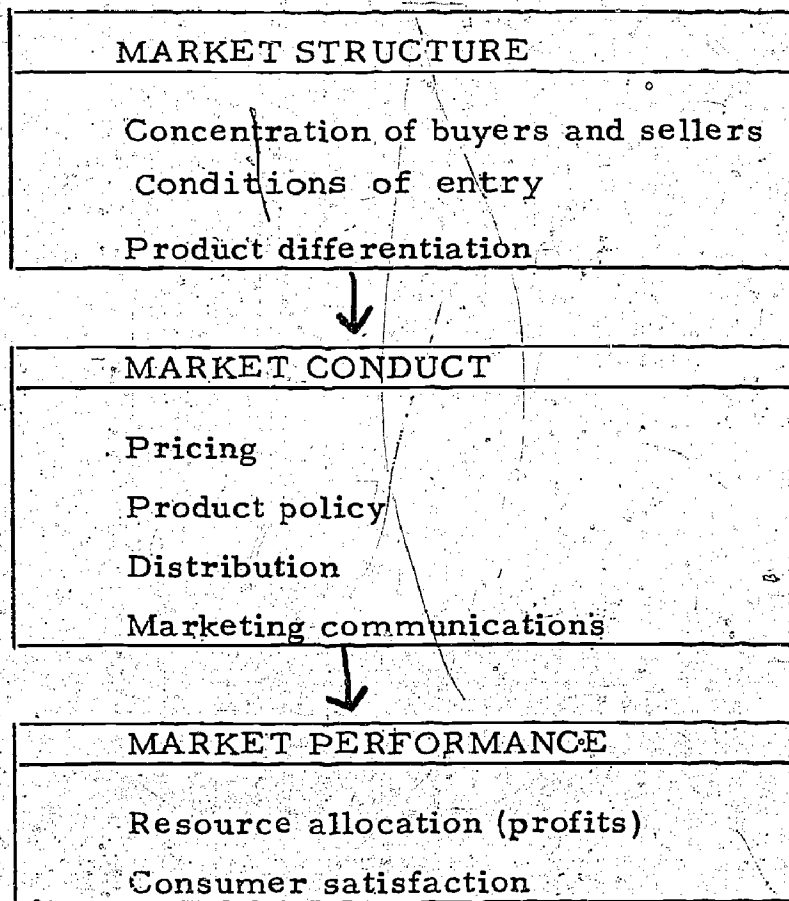 MARKET STRUCTURE
Concentration of buyers and sellers
Conditions of entry
Product differentiation
MARKET CONDUCT
Pricing
Product policy
Distribution
Marketing communications
MARKET PERFORMANCE
Resource allocation (profits)
Consumer satisfaction